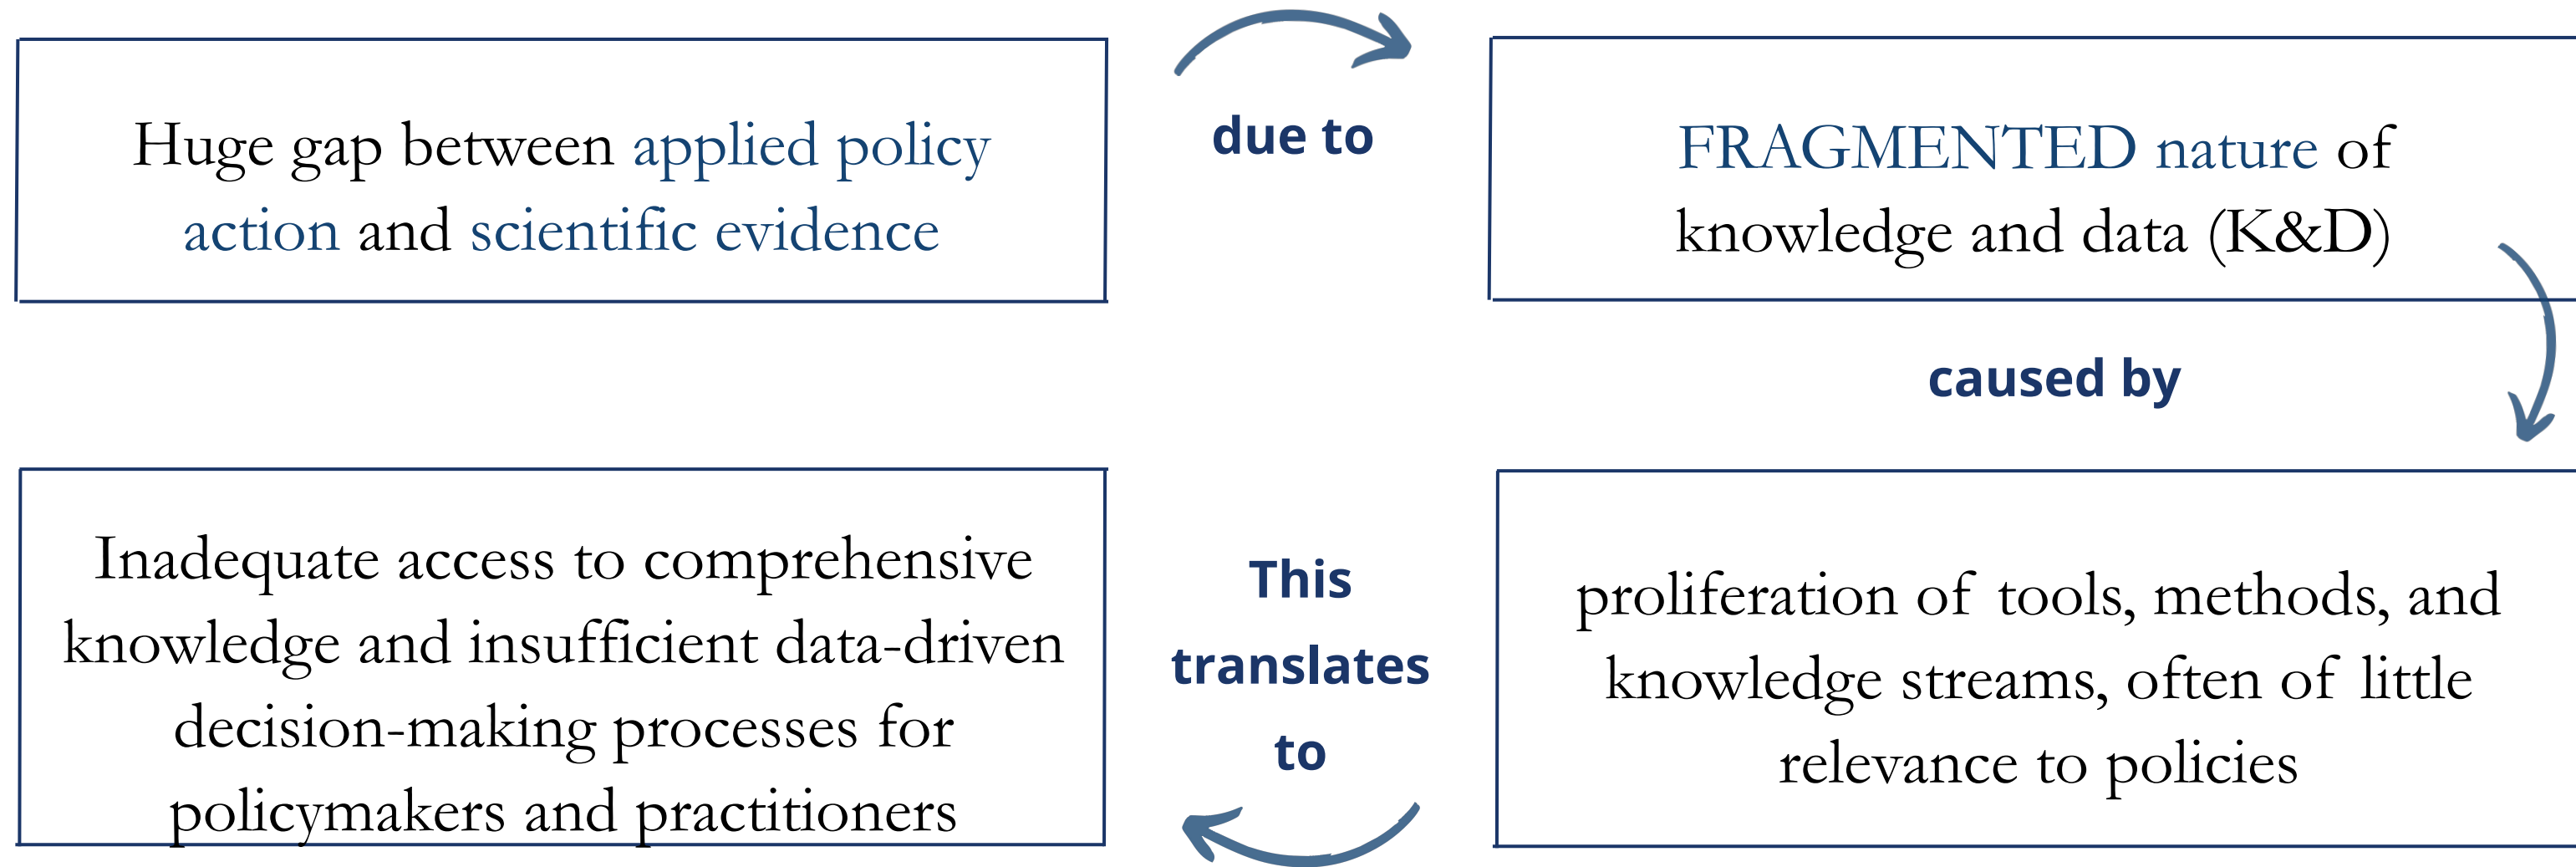 Huge gap between applied policy
action and scientific evidence
due to
FRAGMENTED nature of
knowledge and data (K&D)
caused by
proliferation of tools, methods, and
knowledge streams, often of little
relevance to policies
This
translates
to
Inadequate access to comprehensive
knowledge and insufficient data-driven
decision-making processes for
policymakers and practitioners